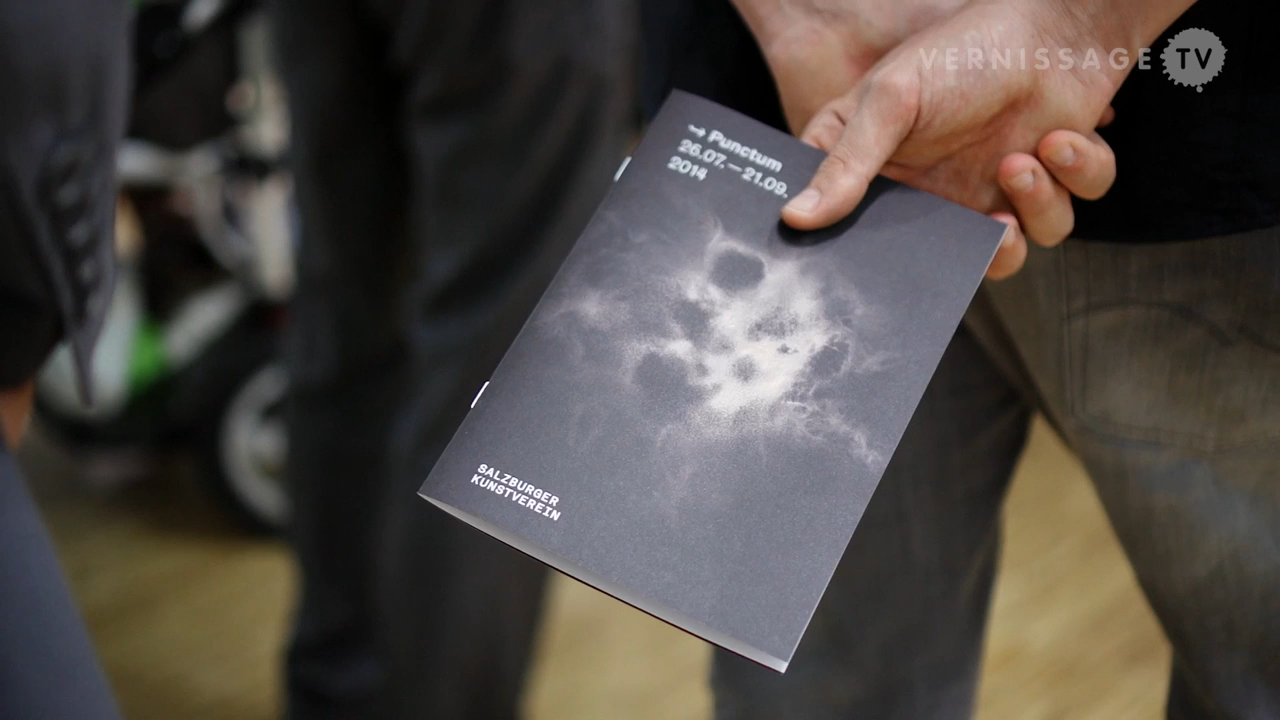 VERNISSAGE TV
→ Punctum
26.07.—21.09.
2014
SALZBURGER
KUNSTVEREIN